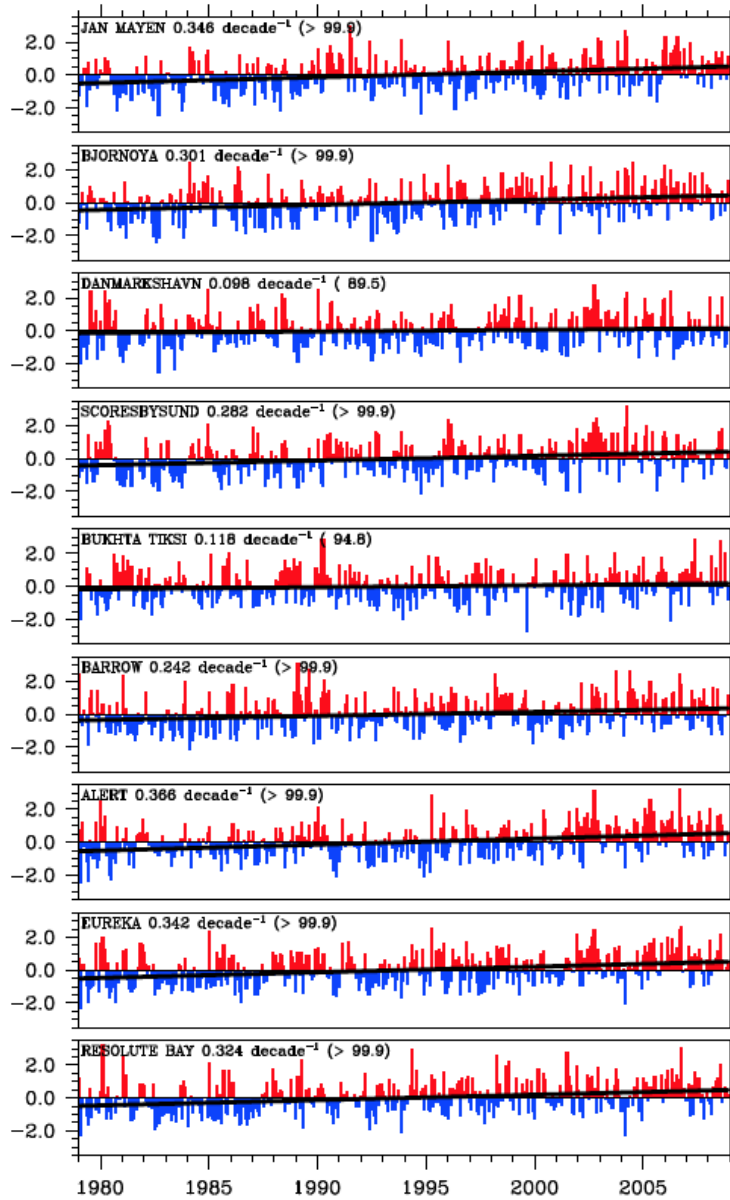 JAN MAYEN 0.346 decade⁻¹ (> 99.9)
2.0
0.0
−2.0
BJORNOYA 0.301 decade⁻¹ (> 99.9)
2.0
0.0
−2.0
DANMARKSHAVN 0.098 decade⁻¹ ( 89.5)
2.0
0.0
−2.0
SCORESBYSUND 0.282 decade⁻¹ (> 99.9)
2.0
0.0
−2.0
BUKHTA TIKSI 0.118 decade⁻¹ ( 94.8)
2.0
0.0
−2.0
BARROW 0.242 decade⁻¹ (> 99.9)
2.0
0.0
−2.0
ALERT 0.366 decade⁻¹ (> 99.9)
2.0
0.0
−2.0
EUREKA 0.342 decade⁻¹ (> 99.9)
2.0
0.0
−2.0
RESOLUTE BAY 0.324 decade⁻¹ (> 99.9)
2.0
0.0
−2.0
1980 1985 1990 1995 2000 2005